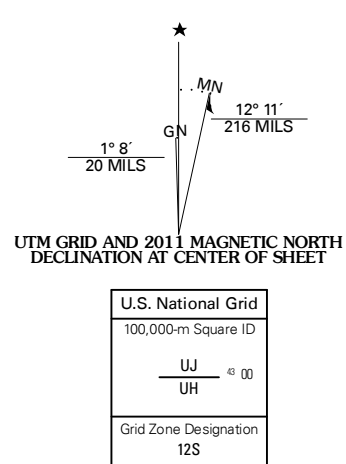 ★
MN
12° 11´
216 MILS
GN
1° 8´
20 MILS
UTM GRID AND 2011 MAGNETIC NORTH
DECLINATION AT CENTER OF SHEET
U.S. National Grid
100,000-m Square ID
UJ
43 00
UH
Grid Zone Designation
12S